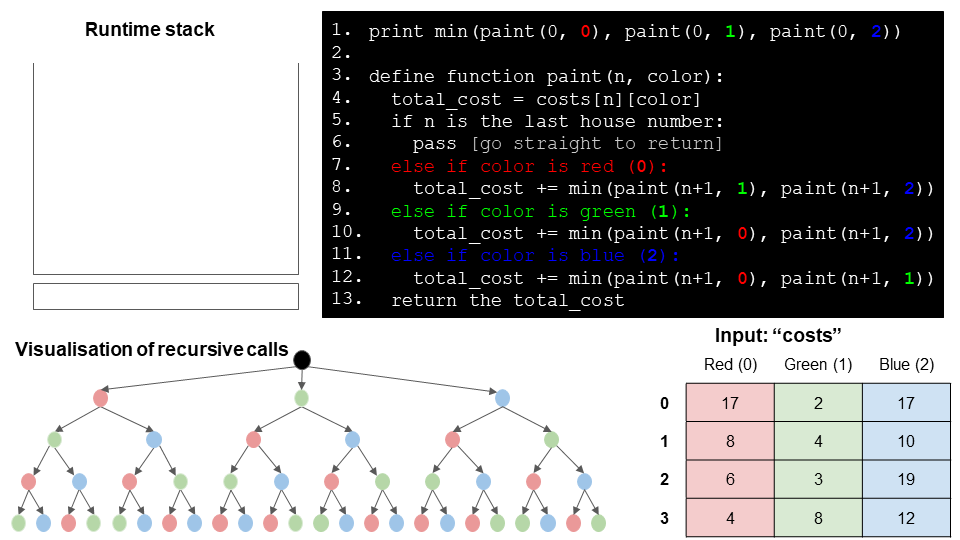 Runtime stack
1. print min(paint(0, 0), paint(0, 1), paint(0, 2))
2.
3. define function paint(n, color):
4. total_cost = costs[n][color]
5. if n is the last house number:
6. pass [go straight to return]
7. else if color is red (0):
8. total_cost += min(paint(n+1, 1), paint(n+1, 2))
9. else if color is green (1):
10. total_cost += min(paint(n+1, 0), paint(n+1, 2))
11. else if color is blue (2):
12. total_cost += min(paint(n+1, 0), paint(n+1, 1))
13. return the total_cost
Visualisation of recursive calls
Input: “costs”
Red (0) Green (1) Blue (2)
0 17 2 17
1 8 4 10
2 6 3 19
3 4 8 12